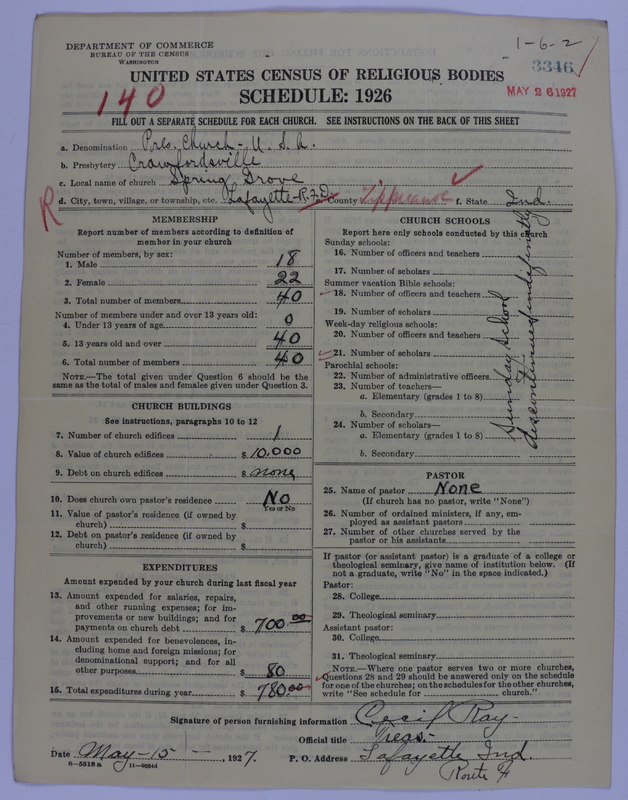 DEPARTMENT OF COMMERCE
BUREAU OF THE CENSUS
WASHINGTON
1-6-2
3346
MAY 26 1927
UNITED STATES CENSUS OF RELIGIOUS BODIES
SCHEDULE: 1926
140
FILL OUT A SEPARATE SCHEDULE FOR EACH CHURCH. SEE INSTRUCTIONS ON THE BACK OF THIS SHEET
a. Denomination Pres. Church - U. S. A.
b. Presbytery Crawfordsville
c. Local name of church Spring Grove
R
d. City, town, village, or township, etc. Lafayette - R.F.D. County Tippecanoe f. State Ind.
MEMBERSHIP
Report number of members according to definition of
member in your church
Number of members, by sex:
1. Male 18
2. Female 22
3. Total number of members 40
Number of members under and over 13 years old:
4. Under 13 years of age 0
5. 13 years old and over 40
6. Total number of members 40
NOTE.—The total given under Question 6 should be the
same as the total of males and females given under Question 3.
CHURCH BUILDINGS
See instructions, paragraphs 10 to 12
7. Number of church edifices 1
8. Value of church edifices $ 10,000
9. Debt on church edifices $ none
10. Does church own pastor's residence No
Yes or No
11. Value of pastor's residence (if owned by
church) $
12. Debt on pastor's residence (if owned by
church) $
EXPENDITURES
Amount expended by your church during last fiscal year
13. Amount expended for salaries, repairs,
and other running expenses; for im-
provements or new buildings; and for
payments on church debt $ 700.00
14. Amount expended for benevolences, in-
cluding home and foreign missions; for
denominational support; and for all
other purposes $ 80
15. Total expenditures during year $ 780.00
CHURCH SCHOOLS
Report here only schools conducted by this church
Sunday schools:
16. Number of officers and teachers
17. Number of scholars
Summer vacation Bible schools:
18. Number of officers and teachers
19. Number of scholars
Week-day religious schools:
20. Number of officers and teachers
21. Number of scholars
Parochial schools:
22. Number of administrative officers
23. Number of teachers—
a. Elementary (grades 1 to 8)
b. Secondary
24. Number of scholars—
a. Elementary (grades 1 to 8)
b. Secondary
Sunday School
discontinued indefinitely
PASTOR
25. Name of pastor None
(If church has no pastor, write "None")
26. Number of ordained ministers, if any, em-
ployed as assistant pastors
27. Number of other churches served by the
pastor or his assistants
If pastor (or assistant pastor) is a graduate of a college or
theological seminary, give name of institution below. (If
not a graduate, write "No" in the space indicated.)
Pastor:
28. College
29. Theological seminary
Assistant pastor:
30. College
31. Theological seminary
NOTE.—Where one pastor serves two or more churches,
Questions 28 and 29 should be answered only on the schedule
for one of the churches; on the schedules for the other churches,
write "See schedule for church."
Signature of person furnishing information Cecil Ray
Official title Treas.
Date May - 15 -, 1927. P. O. Address Lafayette Ind.
Route
8-5518a 11-9504d